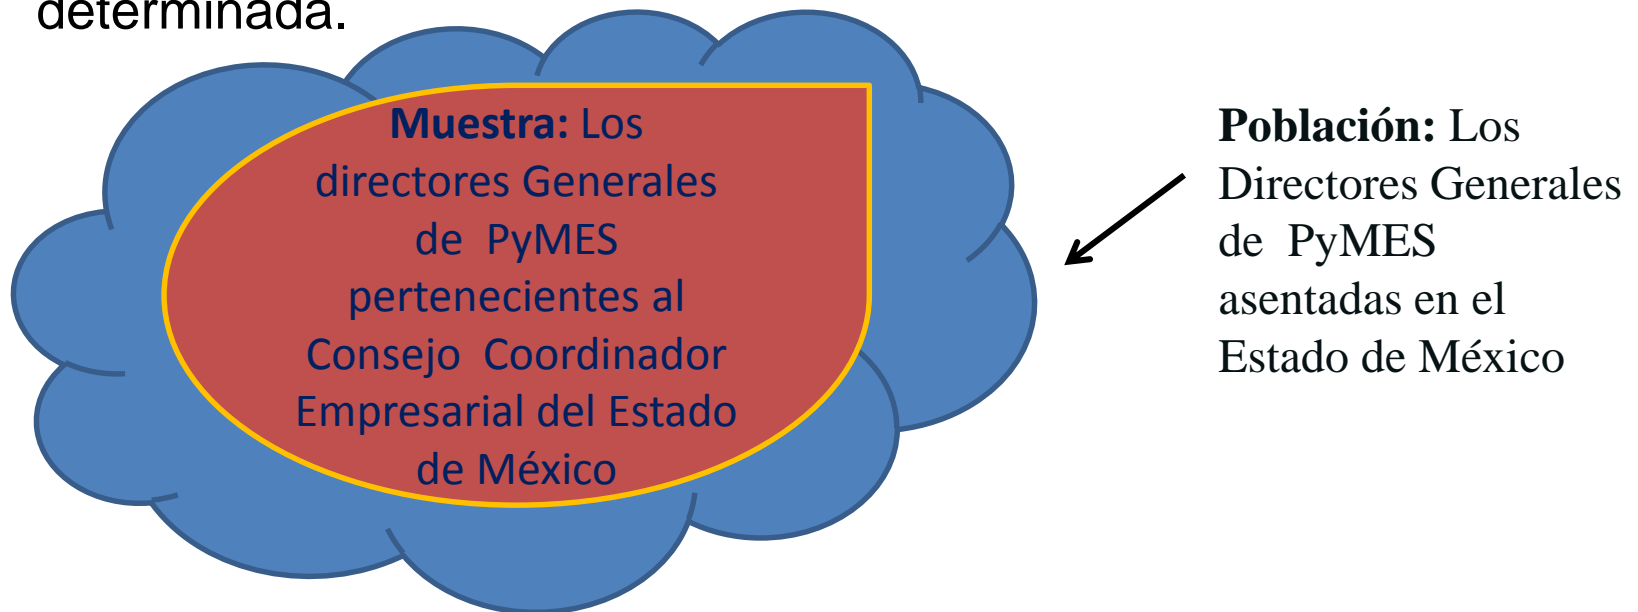 determinada.
Muestra: Los
directores Generales
de PyMES
pertenecientes al
Consejo Coordinador
Empresarial del Estado
de México
Población: Los
Directores Generales
de PyMES
asentadas en el
Estado de México